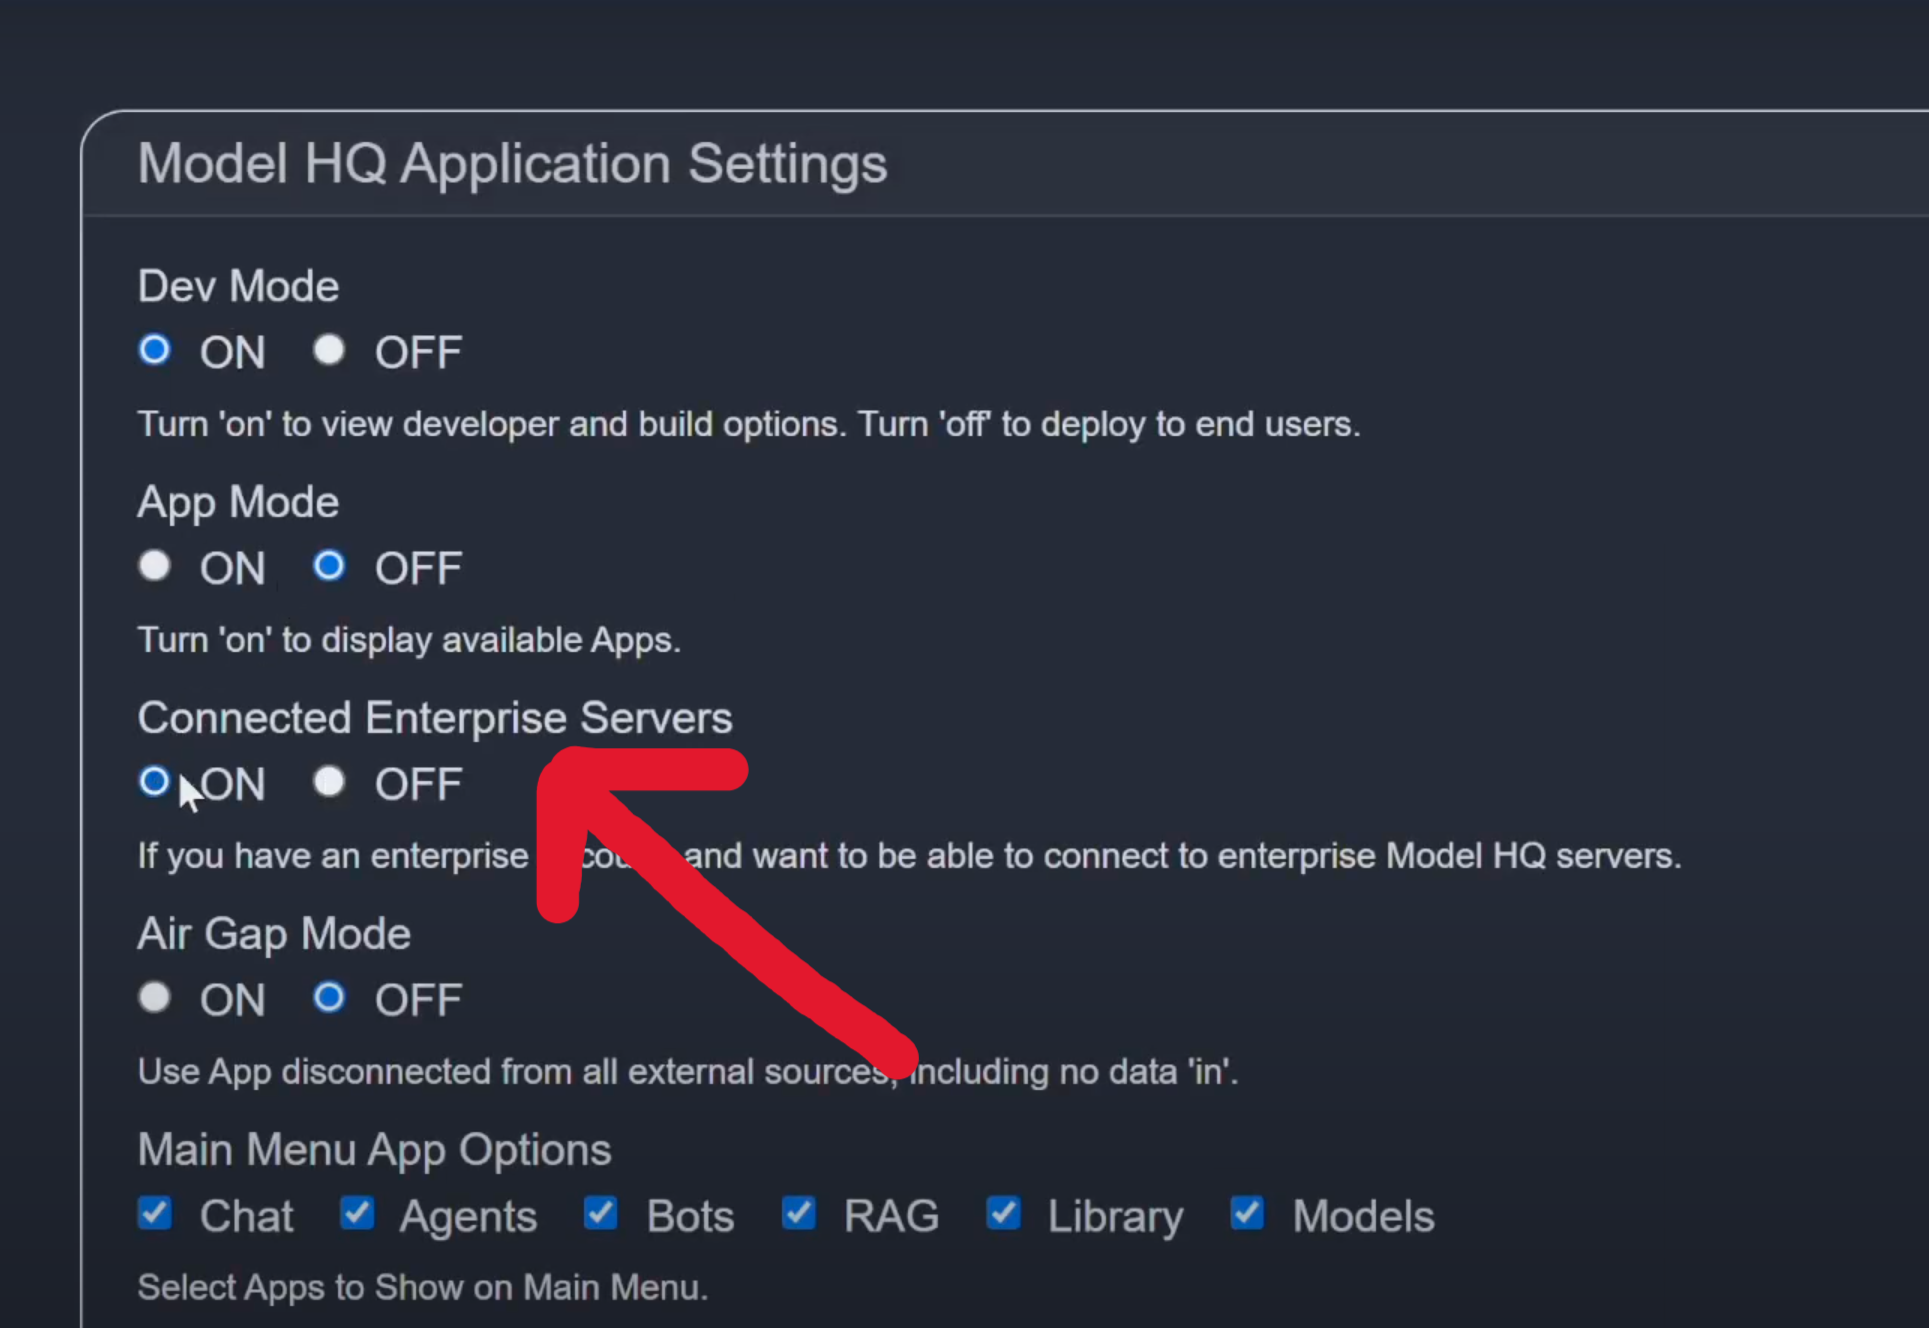 Model HQ Application Settings
Dev Mode
ON OFF
Turn 'on' to view developer and build options. Turn 'off' to deploy to end users.
App Mode
ON OFF
Turn 'on' to display available Apps.
Connected Enterprise Servers
ON OFF
If you have an enterprise and want to be able to connect to enterprise Model HQ servers.
Air Gap Mode
ON OFF
Use App disconnected from all external sources, including no data 'in'.
Main Menu App Options
Chat Agents Bots RAG Library Models
Select Apps to Show on Main Menu.